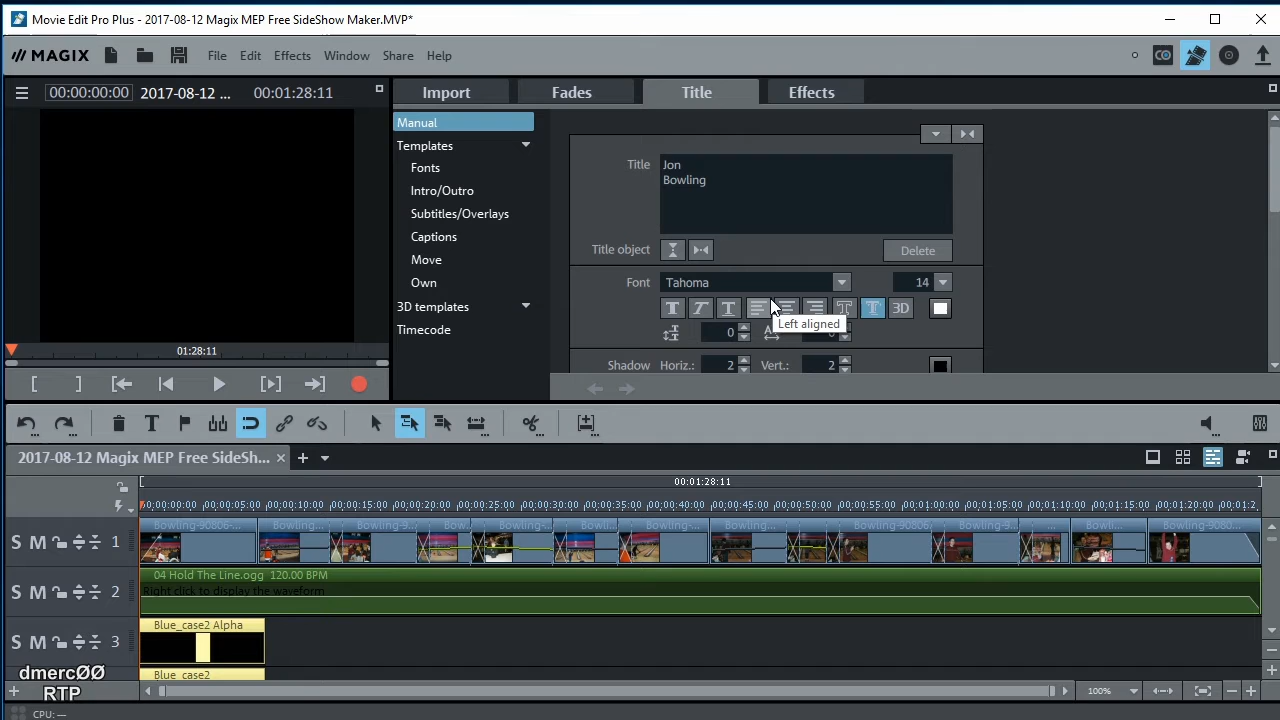 Movie Edit Pro Plus - 2017-08-12 Magix MEP Free SideShow Maker.MVP*
MAGIX File Edit Effects Window Share* Help
00:00:00:00 2017-08-12 ... 00:01:28:11
Import Fades Title Effects
Manual
Templates
Fonts
Intro/Outro
Subtitles/Overlays
Captions
Move
Own
3D templates
Timecode
Title
Jon
Bowling
Title object
Delete
Font Tahoma 14
T T T T T 3D
Left aligned
0
Shadow Horiz.: 2 Vert.: 2
01:28:11
2017-08-12 Magix MEP Free SideSh...
00:01:28:11
00:00:00:00 00:00:05:00 00:00:10:00 00:00:15:00 00:00:20:00 00:00:25:00 00:00:30:00 00:00:35:00 00:00:40:00 00:00:45:00 00:00:50:00 00:00:55:00 00:01:00:00 00:01:05:00 00:01:10:00 00:01:15:00 00:01:20:00 00:01:2,
S M 1
Bowling-90806-... Bowling... Bowling-9... Bow... Bowling-... Bowli... Bowling-... Bowling... Bowling-90806 Bowling-9... ... Bowli... Bowling-9080...
S M 2
04 Hold The Line.ogg 120.00 BPM
Right click to display the waveform
S M 3
Blue_case2 Alpha
Blue_case2
dmercØØ
RTP
100%
CPU: —